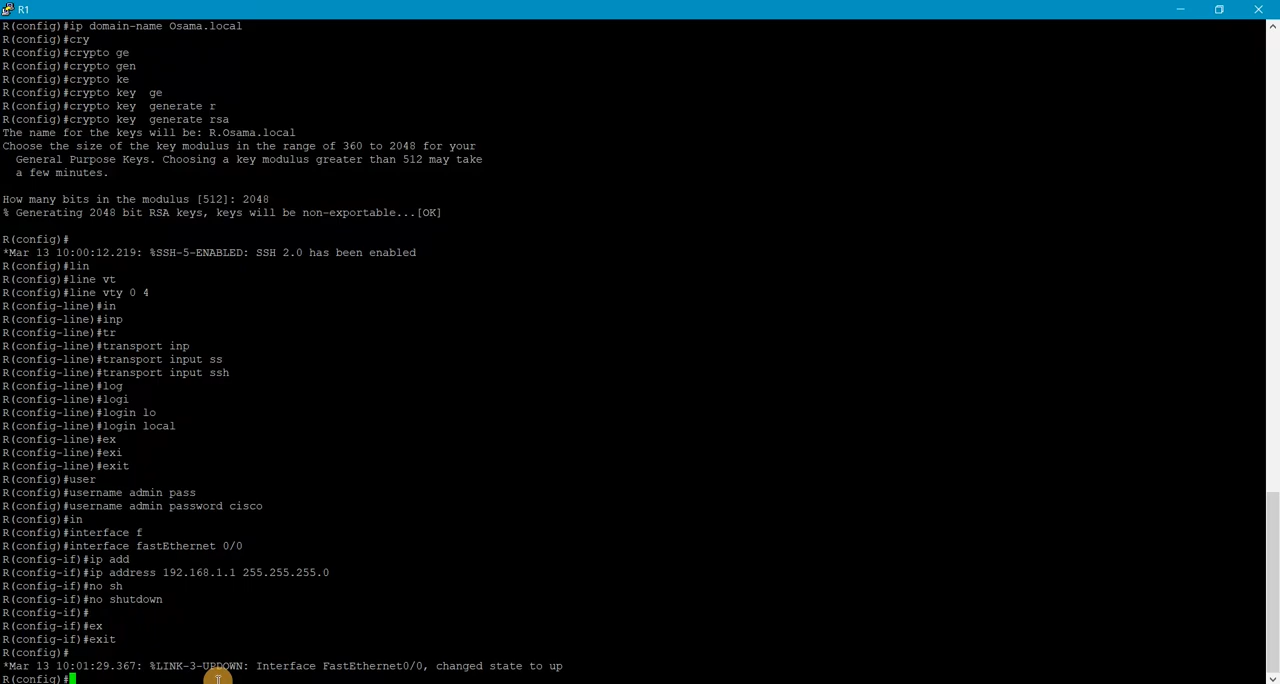 R1
R(config)#ip domain-name Osama.local
R(config)#cry
R(config)#crypto ge
R(config)#crypto gen
R(config)#crypto ke
R(config)#crypto key  ge
R(config)#crypto key  generate r
R(config)#crypto key  generate rsa
The name for the keys will be: R.Osama.local
Choose the size of the key modulus in the range of 360 to 2048 for your
  General Purpose Keys. Choosing a key modulus greater than 512 may take
  a few minutes.
How many bits in the modulus [512]: 2048
% Generating 2048 bit RSA keys, keys will be non-exportable...[OK]
R(config)#
*Mar 13 10:00:12.219: %SSH-5-ENABLED: SSH 2.0 has been enabled
R(config)#lin
R(config)#line vt
R(config)#line vty 0 4
R(config-line)#in
R(config-line)#inp
R(config-line)#tr
R(config-line)#transport inp
R(config-line)#transport input ss
R(config-line)#transport input ssh
R(config-line)#log
R(config-line)#logi
R(config-line)#login lo
R(config-line)#login local
R(config-line)#ex
R(config-line)#exi
R(config-line)#exit
R(config)#user
R(config)#username admin pass
R(config)#username admin password cisco
R(config)#in
R(config)#interface f
R(config)#interface fastEthernet 0/0
R(config-if)#ip add
R(config-if)#ip address 192.168.1.1 255.255.255.0
R(config-if)#no sh
R(config-if)#no shutdown
R(config-if)#
R(config-if)#ex
R(config-if)#exit
R(config)#
*Mar 13 10:01:29.367: %LINK-3-UPDOWN: Interface FastEthernet0/0, changed state to up
R(config)#